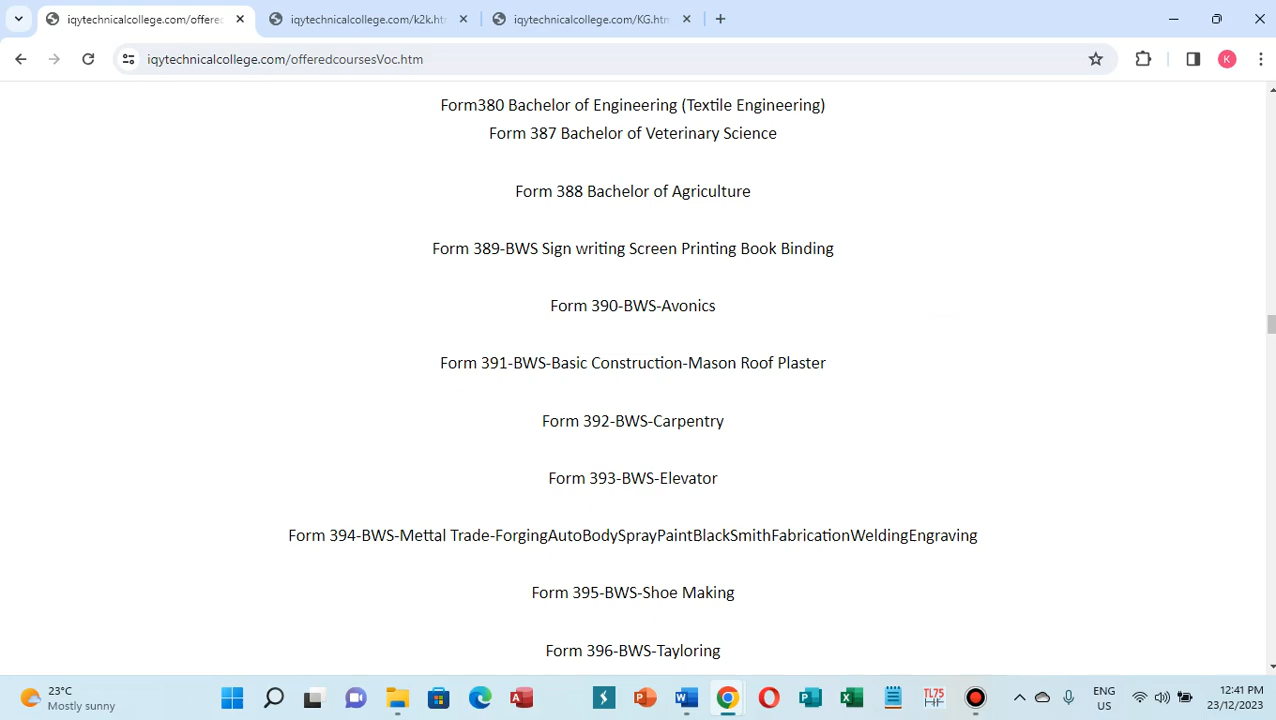 iqytechnicalcollege.com/offere
iqytechnicalcollege.com/k2k.ht
iqytechnicalcollege.com/KG.htn
iqytechnicalcollege.com/offeredcoursesVoc.htm
K
Form380 Bachelor of Engineering (Textile Engineering)
Form 387 Bachelor of Veterinary Science
Form 388 Bachelor of Agriculture
Form 389-BWS Sign writing Screen Printing Book Binding
Form 390-BWS-Avonics
Form 391-BWS-Basic Construction-Mason Roof Plaster
Form 392-BWS-Carpentry
Form 393-BWS-Elevator
Form 394-BWS-Mettal Trade-ForgingAutoBodySprayPaintBlackSmithFabricationWeldingEngraving
Form 395-BWS-Shoe Making
Form 396-BWS-Tayloring
23°C
Mostly sunny
TL75
ENG
US
12:41 PM
23/12/2023